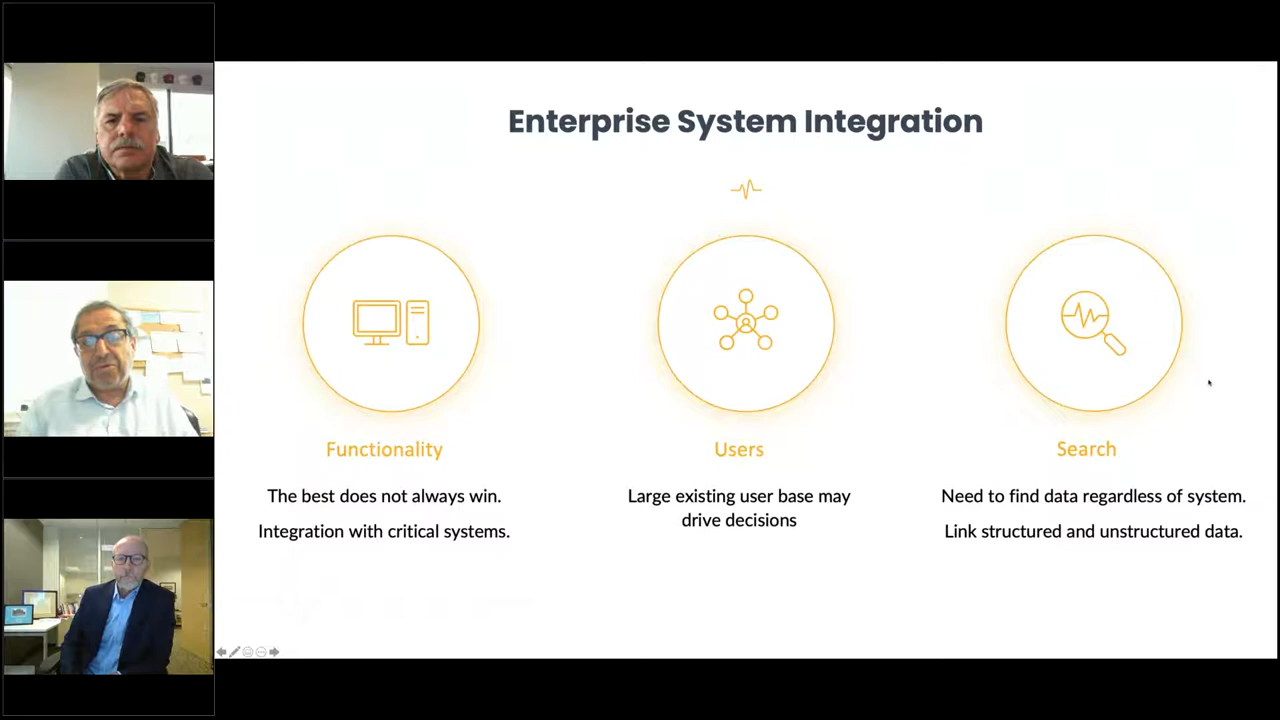 Enterprise System Integration
Functionality
The best does not always win.
Integration with critical systems.
Users
Large existing user base may
drive decisions
Search
Need to find data regardless of system.
Link structured and unstructured data.